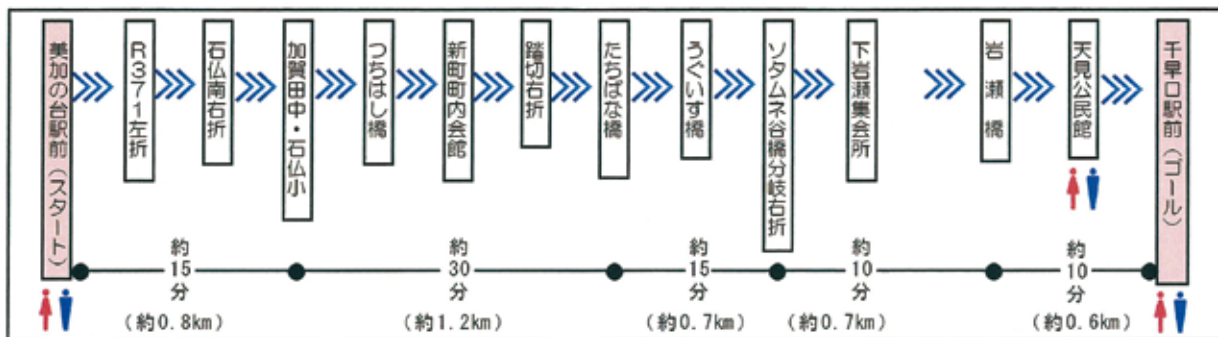 美加の台駅前(スタート)
R371左折
石仏南右折
加賀田中・石仏小
つちはし橋
新町町内会館
踏切右折
たちばな橋
うぐいす橋
ソタムネ谷橋分岐右折
下岩瀬集会所
岩瀬橋
天見公民館
千早口駅前(ゴール)
約15分
約30分
約15分
約10分
約10分
(約0.8km)
(約1.2km)
(約0.7km)
(約0.7km)
(約0.6km)